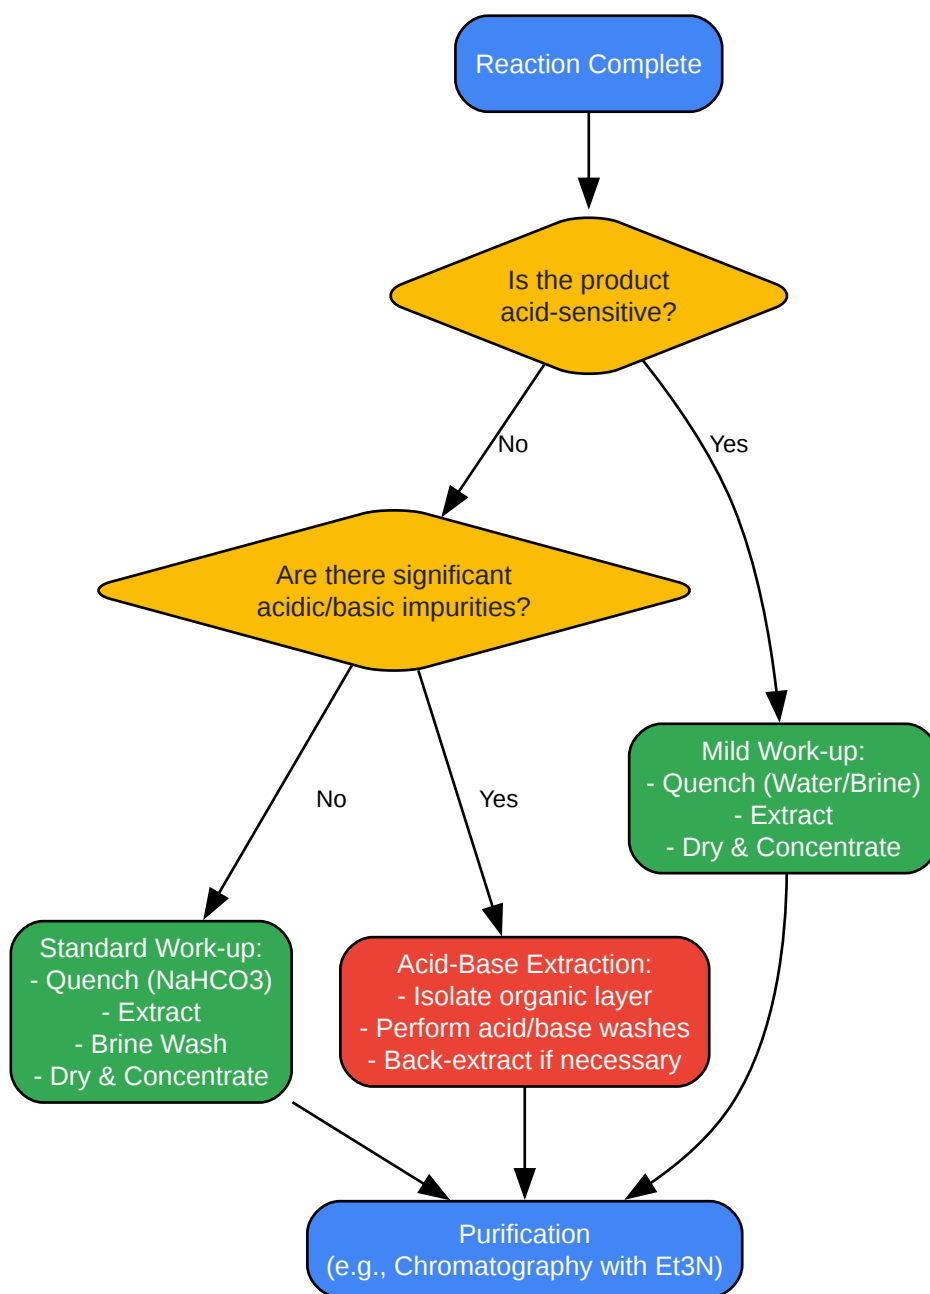 Reaction Complete
Is the product
acid-sensitive?
No
Yes
Are there significant
acidic/basic impurities?
No
Yes
Mild Work-up:
- Quench (Water/Brine)
- Extract
- Dry & Concentrate
Standard Work-up:
- Quench (NaHCO3)
- Extract
- Brine Wash
- Dry & Concentrate
Acid-Base Extraction:
- Isolate organic layer
- Perform acid/base washes
- Back-extract if necessary
Purification
(e.g., Chromatography with Et3N)